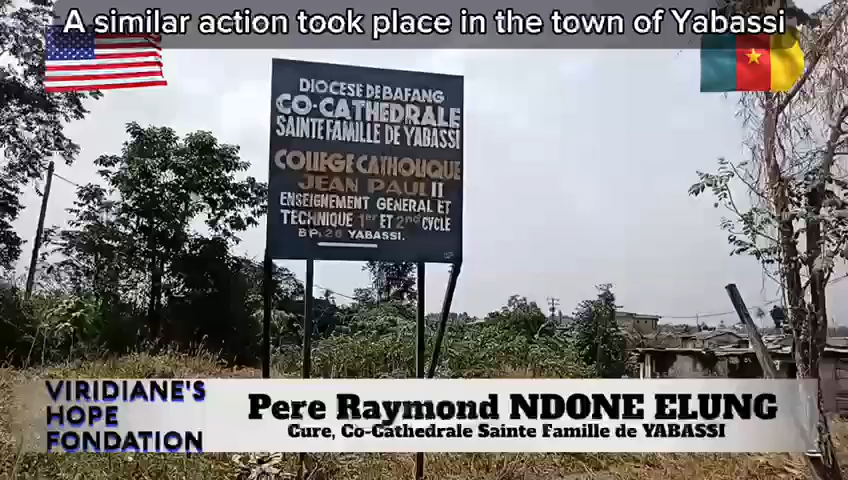 A similar action took place in the town of Yabassi
DIOCESE DE BAFANG
CO-CATHEDRALE
SAINTE FAMILLE DE YABASSI
COLLEGE CATHOLIQUE
JEAN PAUL II
ENSEIGNEMENT GENERAL ET
TECHNIQUE 1er ET 2nd CYCLE
BP: 26 YABASSI.
VIRIDIANE'S
HOPE
FONDATION
Pere Raymond NDONE ELUNG
Cure, Co-Cathedrale Sainte Famille de YABASSI